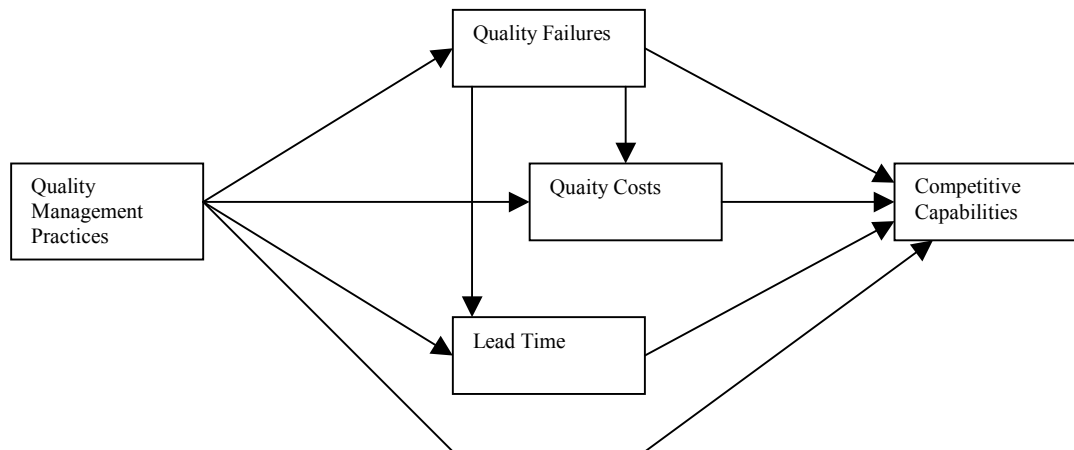 Quality Failures
Quality
Management
Practices
Quaity Costs
Competitive
Capabilities
Lead Time